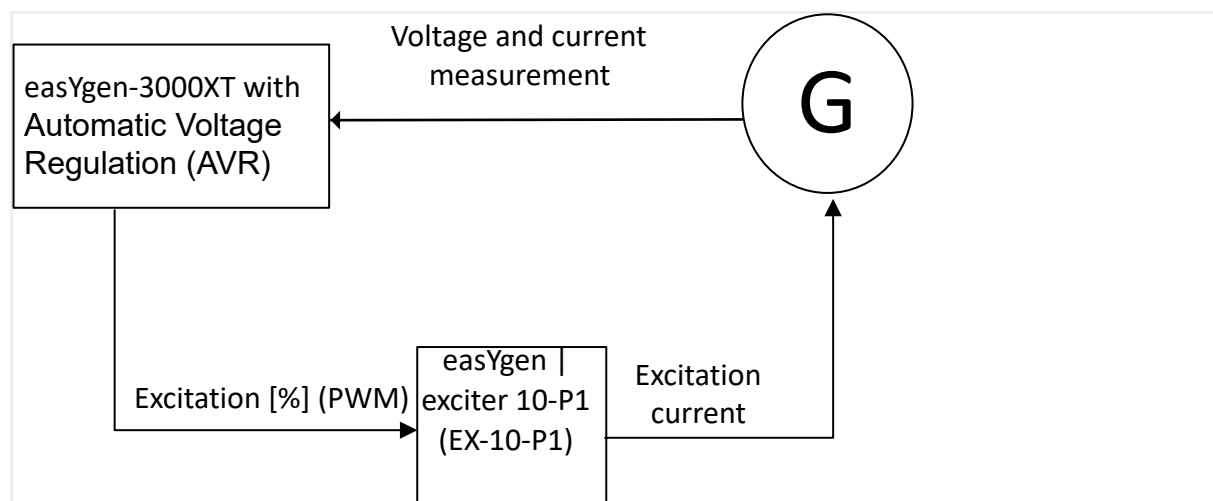 Voltage and current
measurement
G
easYgen-3000XT with
Automatic Voltage
Regulation (AVR)
easYgen |
exciter 10-P1
(EX-10-P1)
Excitation [%] (PWM)
Excitation
current